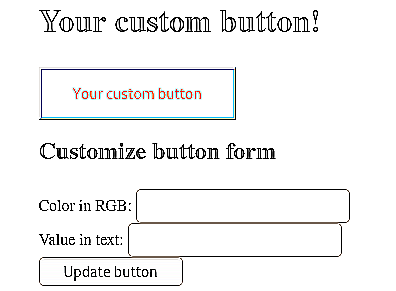 Your custom button!
Your custom button
Customize button form
Color in RGB:
Value in text:
Update button